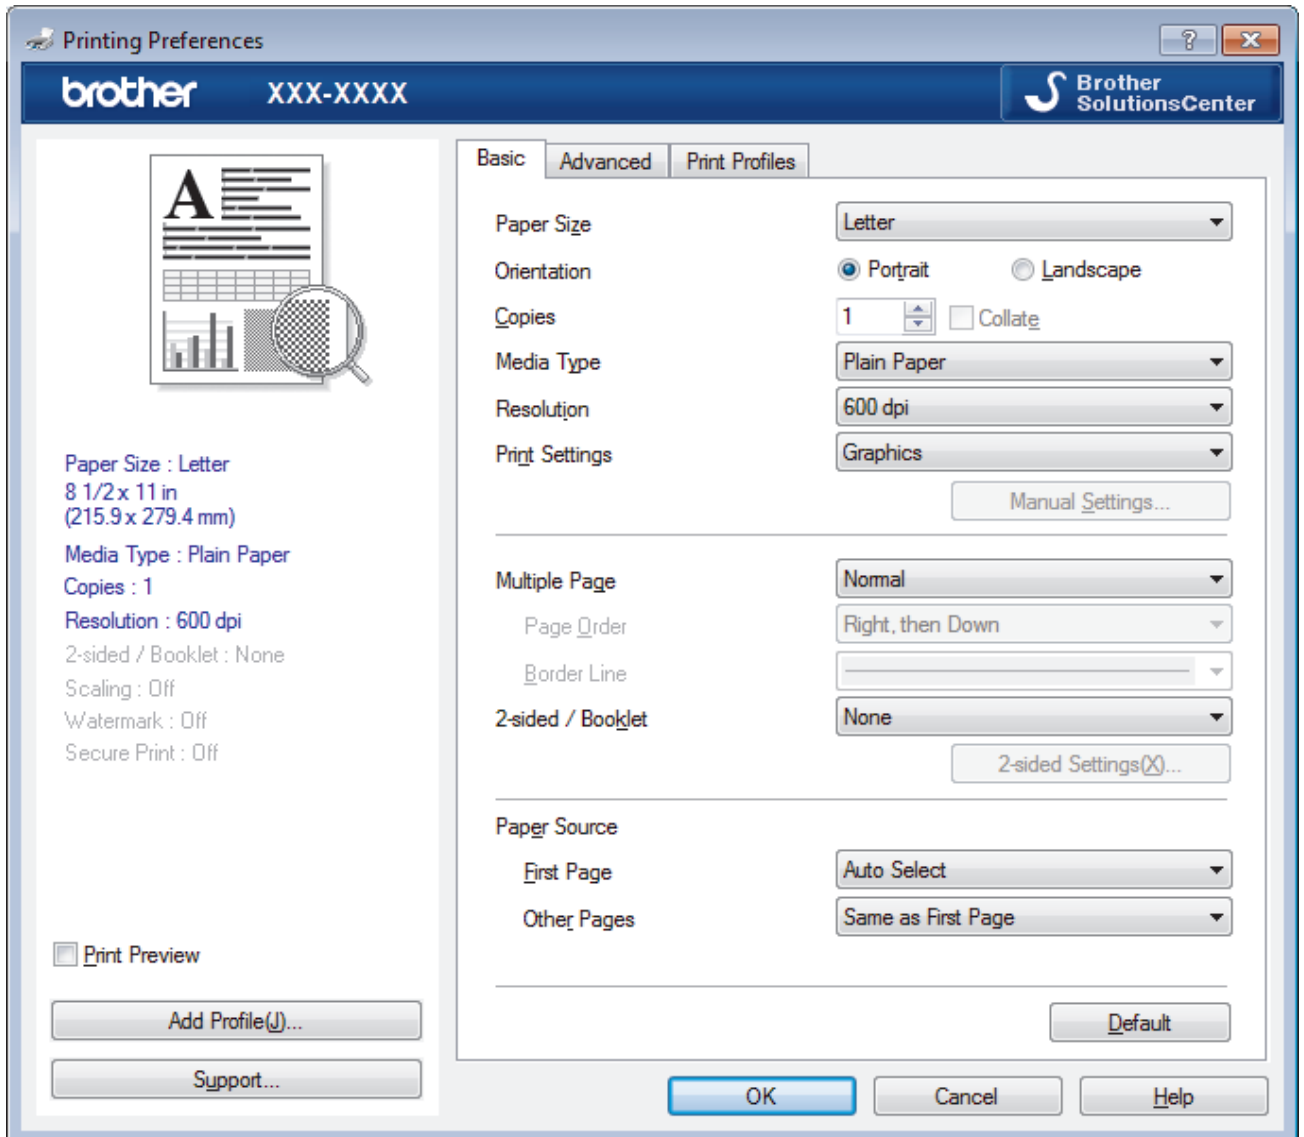 Printing Preferences
?
brother XXX-XXXX
Brother
SolutionsCenter
A
Paper Size : Letter
8 1/2 x 11 in
(215.9 x 279.4 mm)
Media Type : Plain Paper
Copies : 1
Resolution : 600 dpi
2-sided / Booklet : None
Scaling : Off
Watermark : Off
Secure Print : Off
Print Preview
Add Profile(J)...
Support...
Basic Advanced Print Profiles
Paper Size Letter
Orientation Portrait Landscape
Copies 1 Collate
Media Type Plain Paper
Resolution 600 dpi
Print Settings Graphics
Manual Settings...
Multiple Page Normal
Page Order Right, then Down
Border Line
2-sided / Booklet None
2-sided Settings(X)...
Paper Source
First Page Auto Select
Other Pages Same as First Page
Default
OK Cancel Help